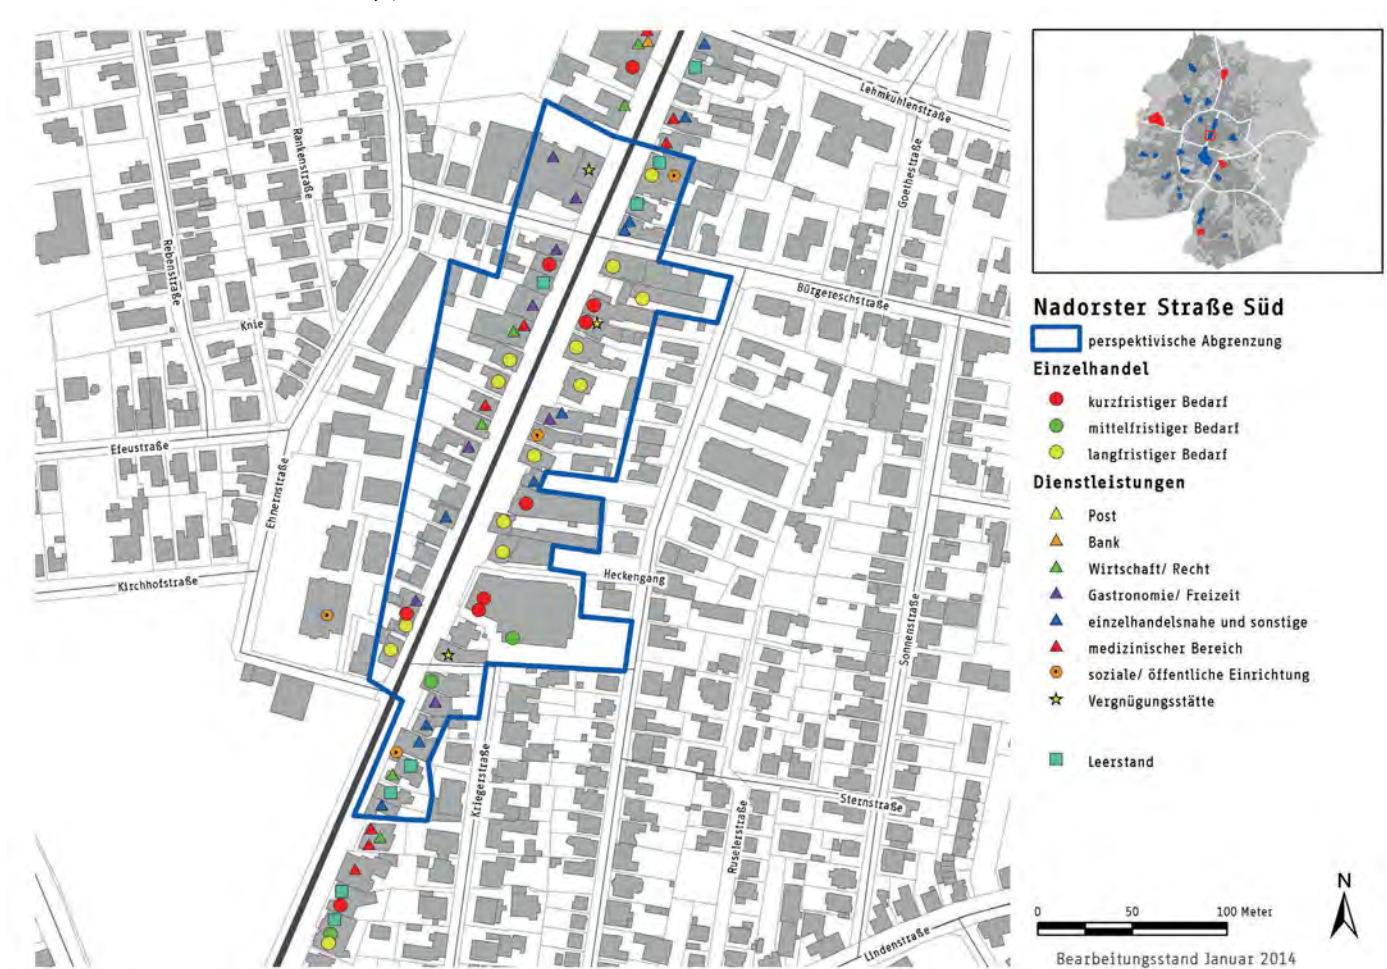 Lehmkuhlenstraße
Rankenstraße
Goethestraße
Rebenstraße
Bürgereschstraße
Knie
Efeustraße
Ehnernstraße
Kirchhofstraße
Heckengang
Sonnenstraße
Kriegerstraße
Sternstraße
Ruselerstraße
Lindenstraße
Nadorster Straße Süd
perspektivische Abgrenzung
Einzelhandel
kurzfristiger Bedarf
mittelfristiger Bedarf
langfristiger Bedarf
Dienstleistungen
Post
Bank
Wirtschaft/ Recht
Gastronomie/ Freizeit
einzelhandelsnahe und sonstige
medizinischer Bereich
soziale/ öffentliche Einrichtung
Vergnügungsstätte
Leerstand
N
0 50 100 Meter
Bearbeitungsstand Januar 2014